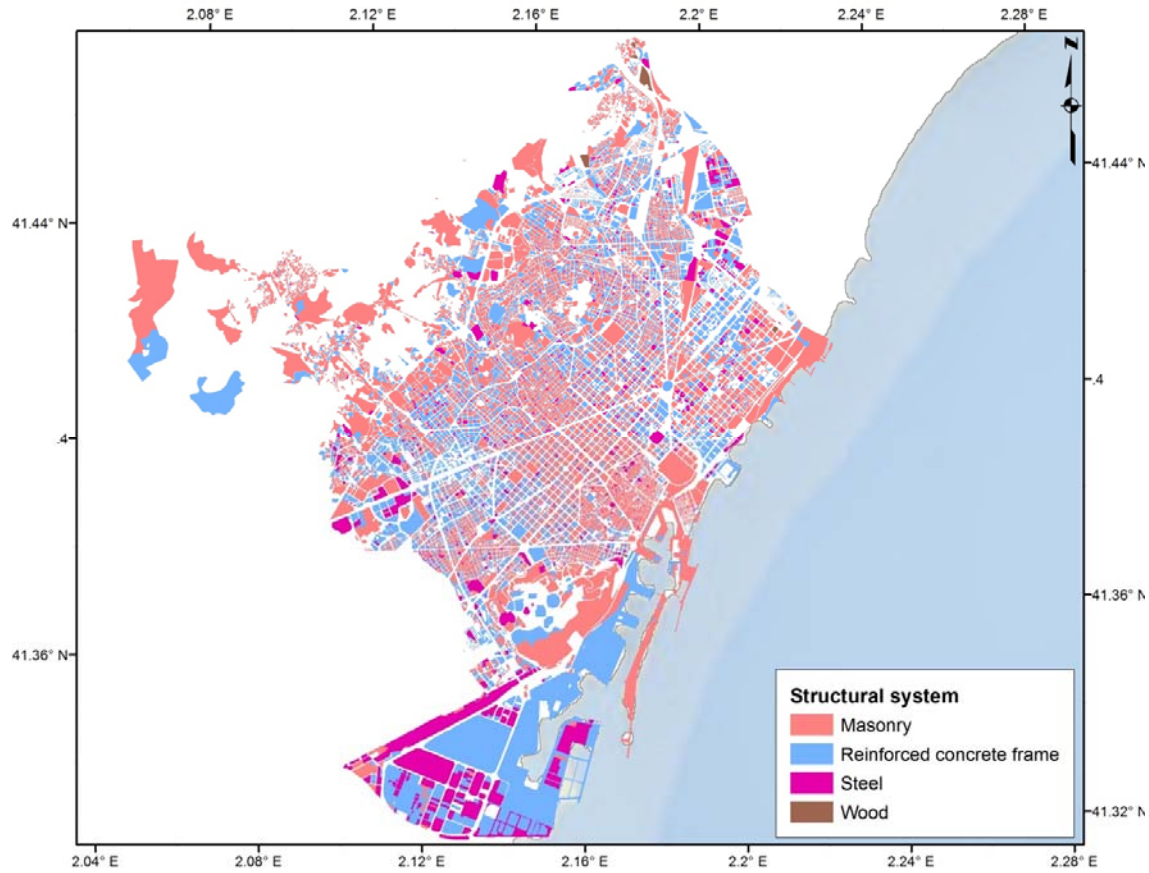 2.08° E 2.12° E 2.16° E 2.2° E 2.24° E 2.28° E
N
41.44° N
41.44° N
.4
.4
41.36° N
41.36° N
Structural system
Masonry
Reinforced concrete frame
Steel
Wood
41.32° N
2.04° E 2.08° E 2.12° E 2.16° E 2.2° E 2.24° E 2.28° E